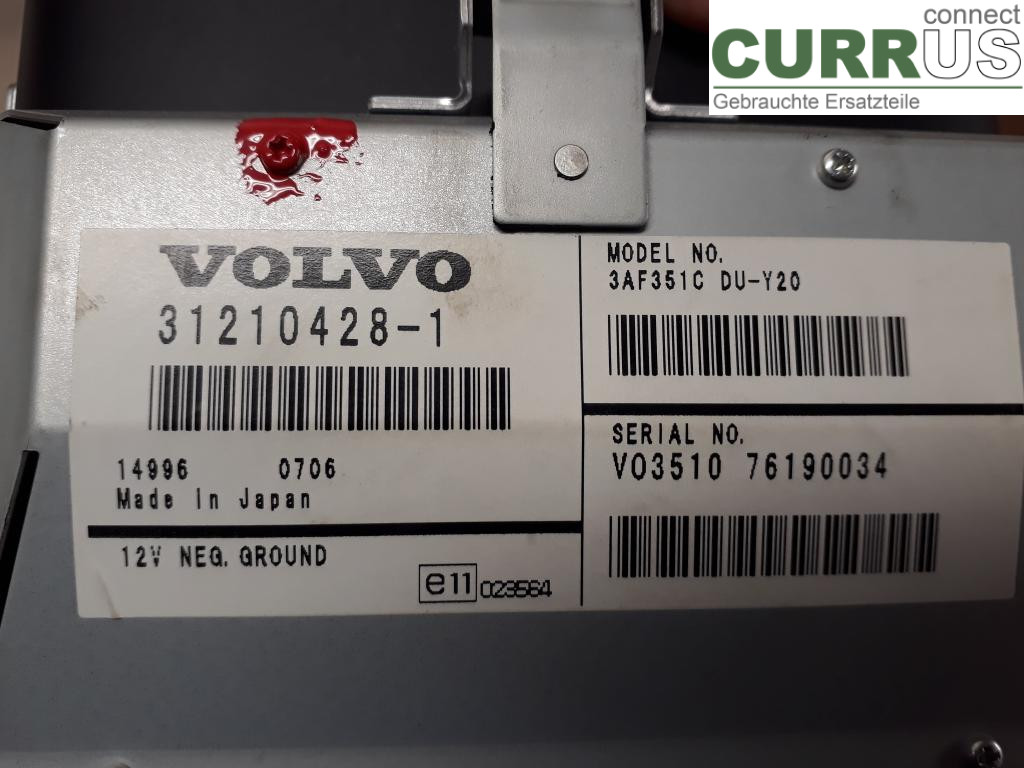 connect
CURRUS
Gebrauchte Ersatzteile
VOLVO
31210428-1
14996 0706
Made In Japan
12V NEG. GROUND
e11 023564
MODEL NO.
3AF351C DU-Y20
SERIAL NO.
VO3510 76190034